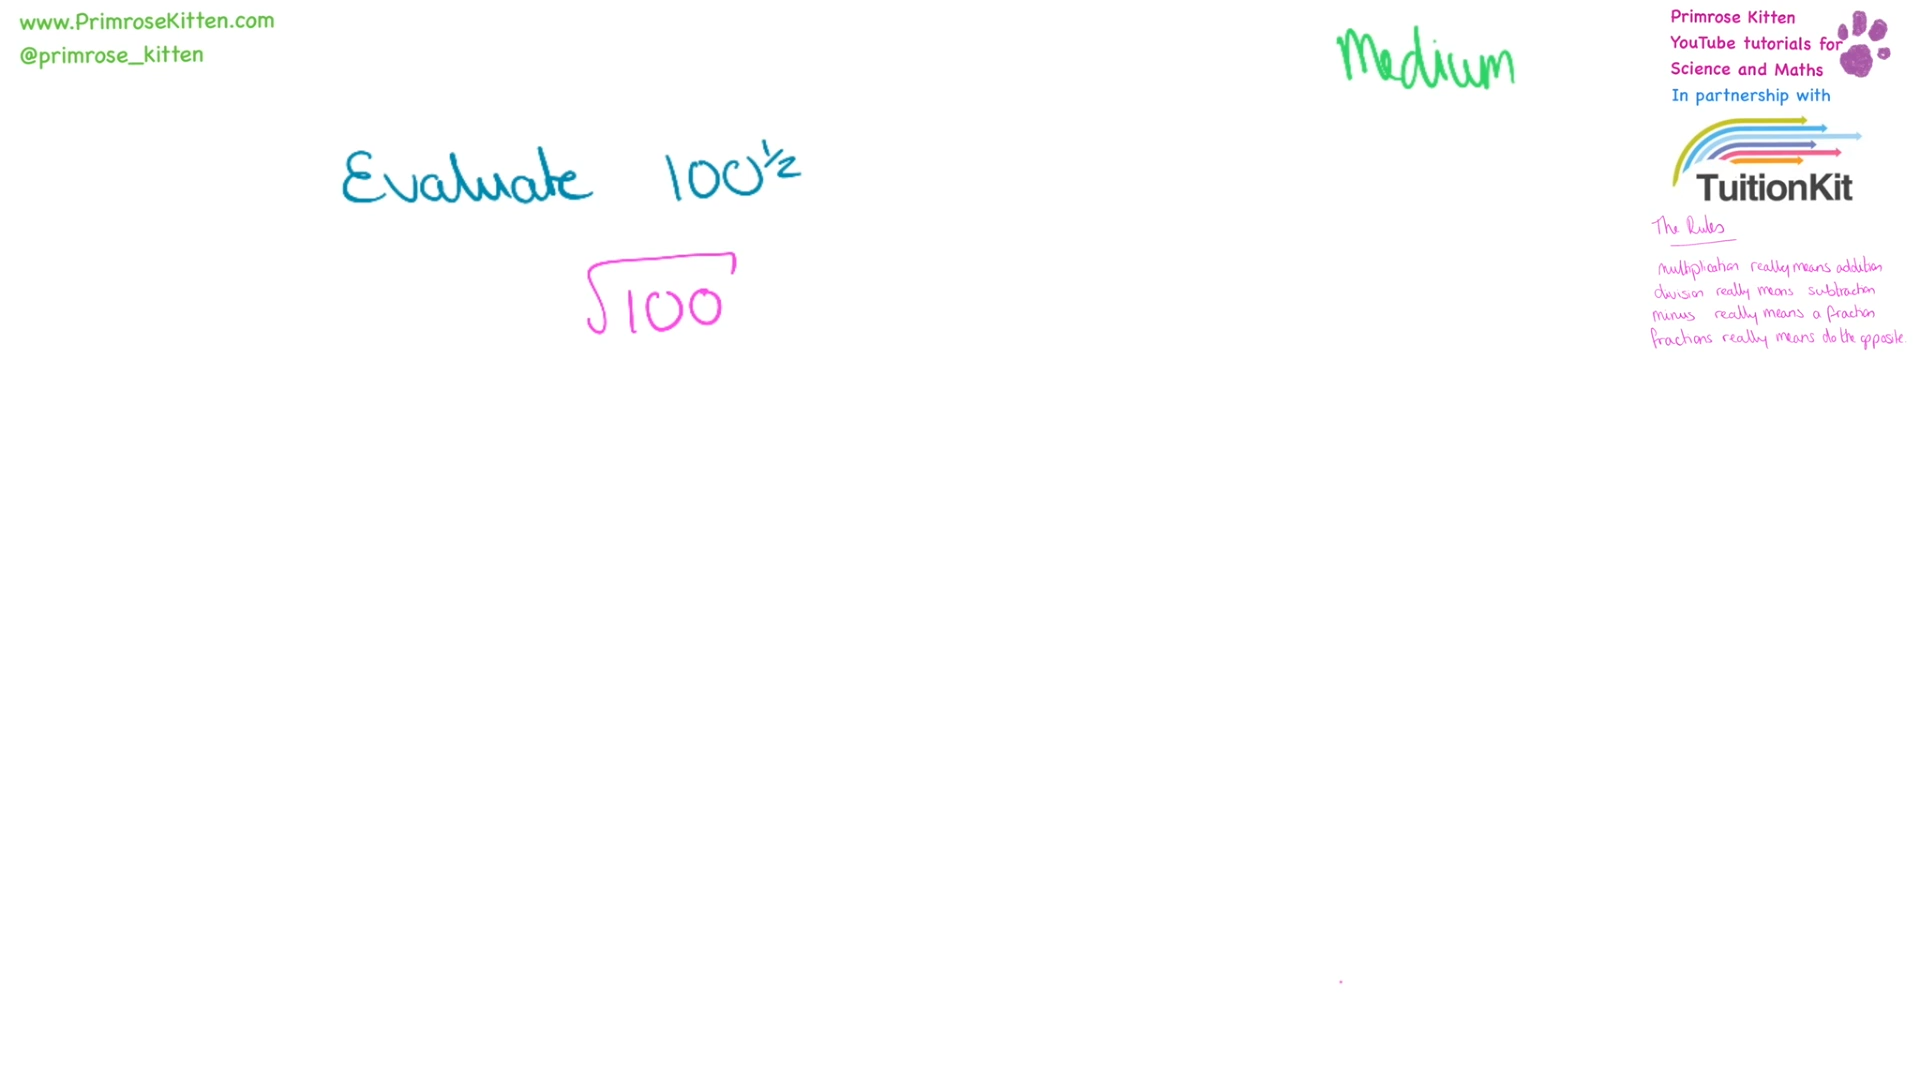 www.PrimroseKitten.com
@primrose_kitten
Medium
Primrose Kitten
YouTube tutorials for
Science and Maths
In partnership with
TuitionKit
Evaluate 100^½
√100
The Rules
multiplication really means addition
division really means subtraction
minus really means a fraction
fractions really means do the opposite.